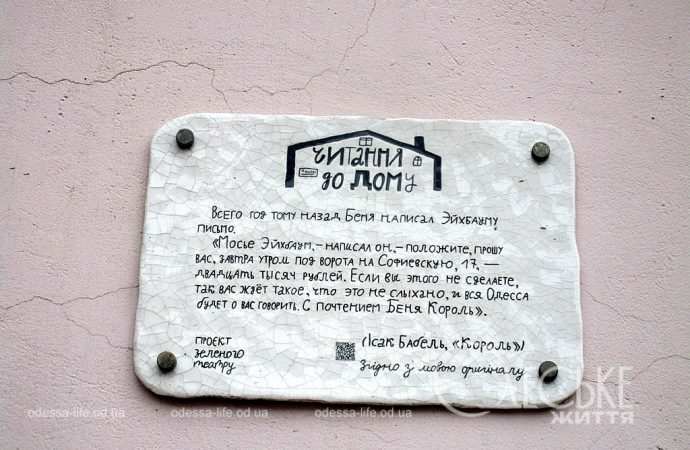 читання
до дому
Всего год тому назад Беня написал Эйхбауму
письмо.
«Мосье Эйхбаум,– написал он,– положите, прошу
вас, завтра утром под ворота на Софиевскую, 17, —
двадцать тысяч рублей. Если вы этого не сделаете,
так вас ждёт такое, что это не слыхано, и вся Одесса
будет о вас говорить. С почтением Беня Король».
проєкт
зеленого
театру
(Ісак Бабель, «Король»)
Згідно з мовою оригіналу
ОДЕСЬКЕ
ЖИТТЯ
odessa-life.od.ua
odessa-life.od.ua
odessa-life.od.ua